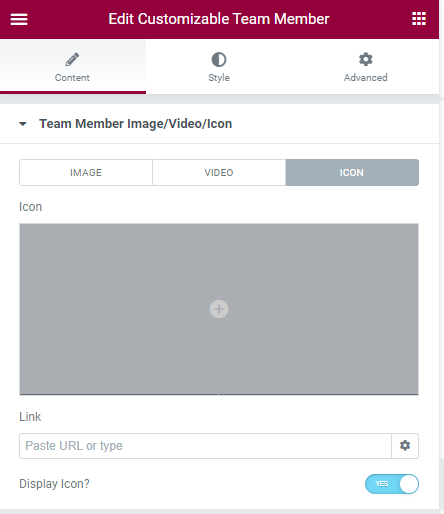 Edit Customizable Team Member
Content Style Advanced
Team Member Image/Video/Icon
IMAGE VIDEO ICON
Icon
Link
Paste URL or type
Display Icon? YES